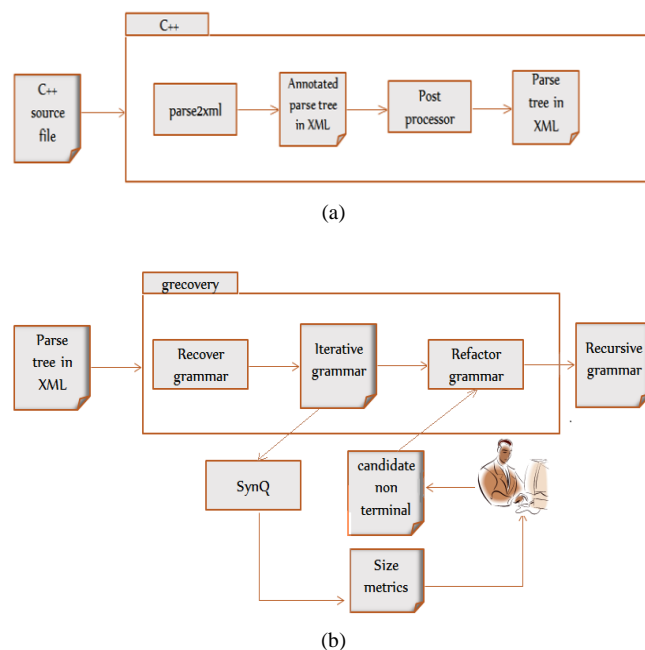 C++
C++
source
file
parse2xml
Annotated
parse tree
in XML
Post
processor
Parse
tree in
XML
(a)
grecovery
Parse
tree in
XML
Recover
grammar
Iterative
grammar
Refactor
grammar
Recursive
grammar
SynQ
candidate
non
terminal
Size
metrics
(b)